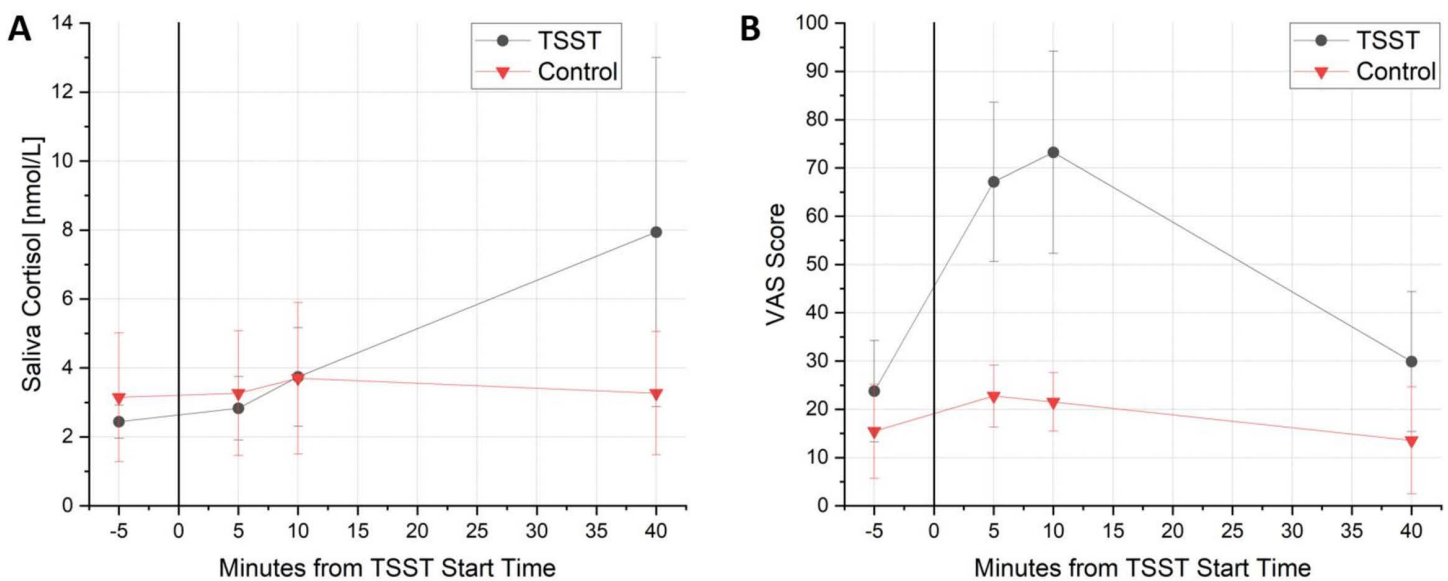 A
14
12
10
8
6
4
2
0
Saliva Cortisol [nmol/L]
TSST
Control
-5 0 5 10 15 20 25 30 35 40
Minutes from TSST Start Time
B
100
90
80
70
60
50
40
30
20
10
0
VAS Score
TSST
Control
-5 0 5 10 15 20 25 30 35 40
Minutes from TSST Start Time